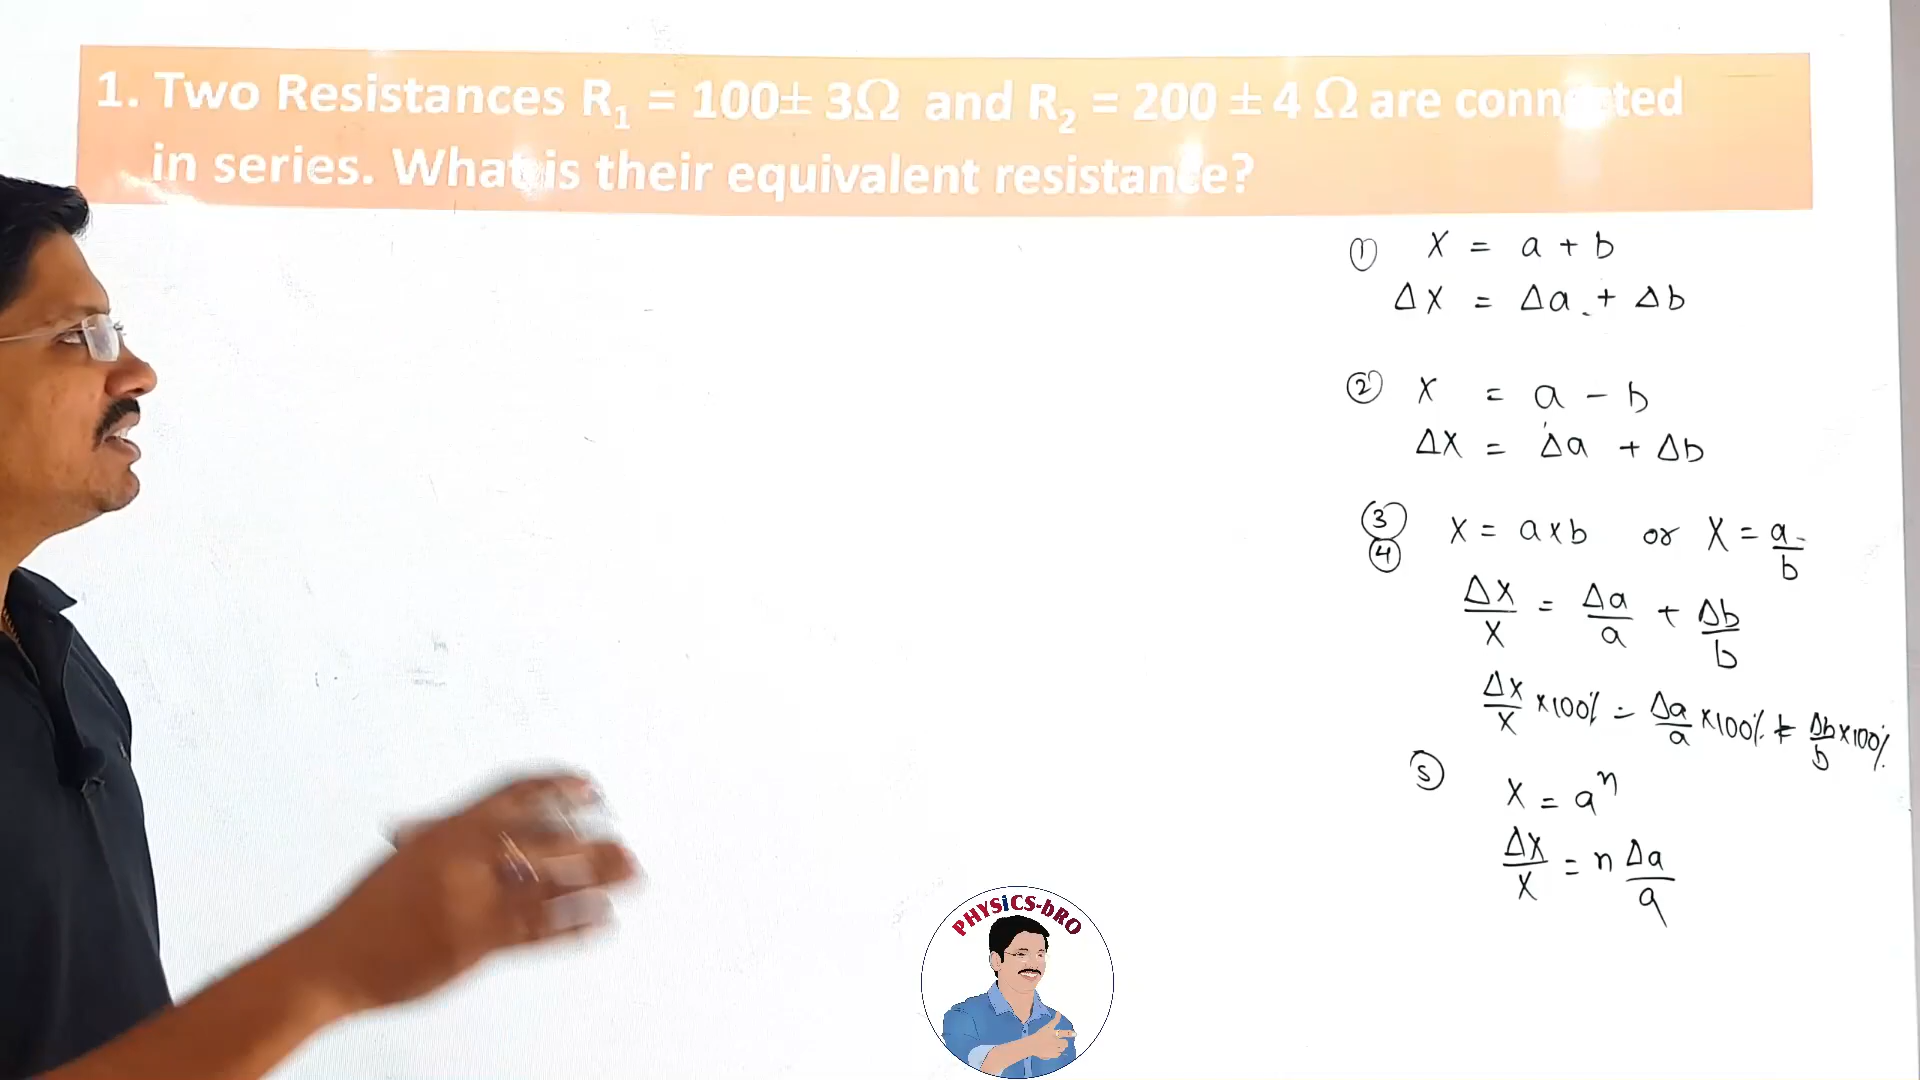 1. Two Resistances R₁ = 100± 3Ω and R₂ = 200 ± 4 Ω are connected
in series. What is their equivalent resistance?
① X = a + b
ΔX = Δa + Δb
② X = a - b
ΔX = Δa + Δb
③ ④ X = a×b or X = a/b
ΔX/X = Δa/a + Δb/b
ΔX/X ×100% = Δa/a ×100% + Δb/b ×100%
⑤ X = aⁿ
ΔX/X = n Δa/a
PHYSiCS-bRO